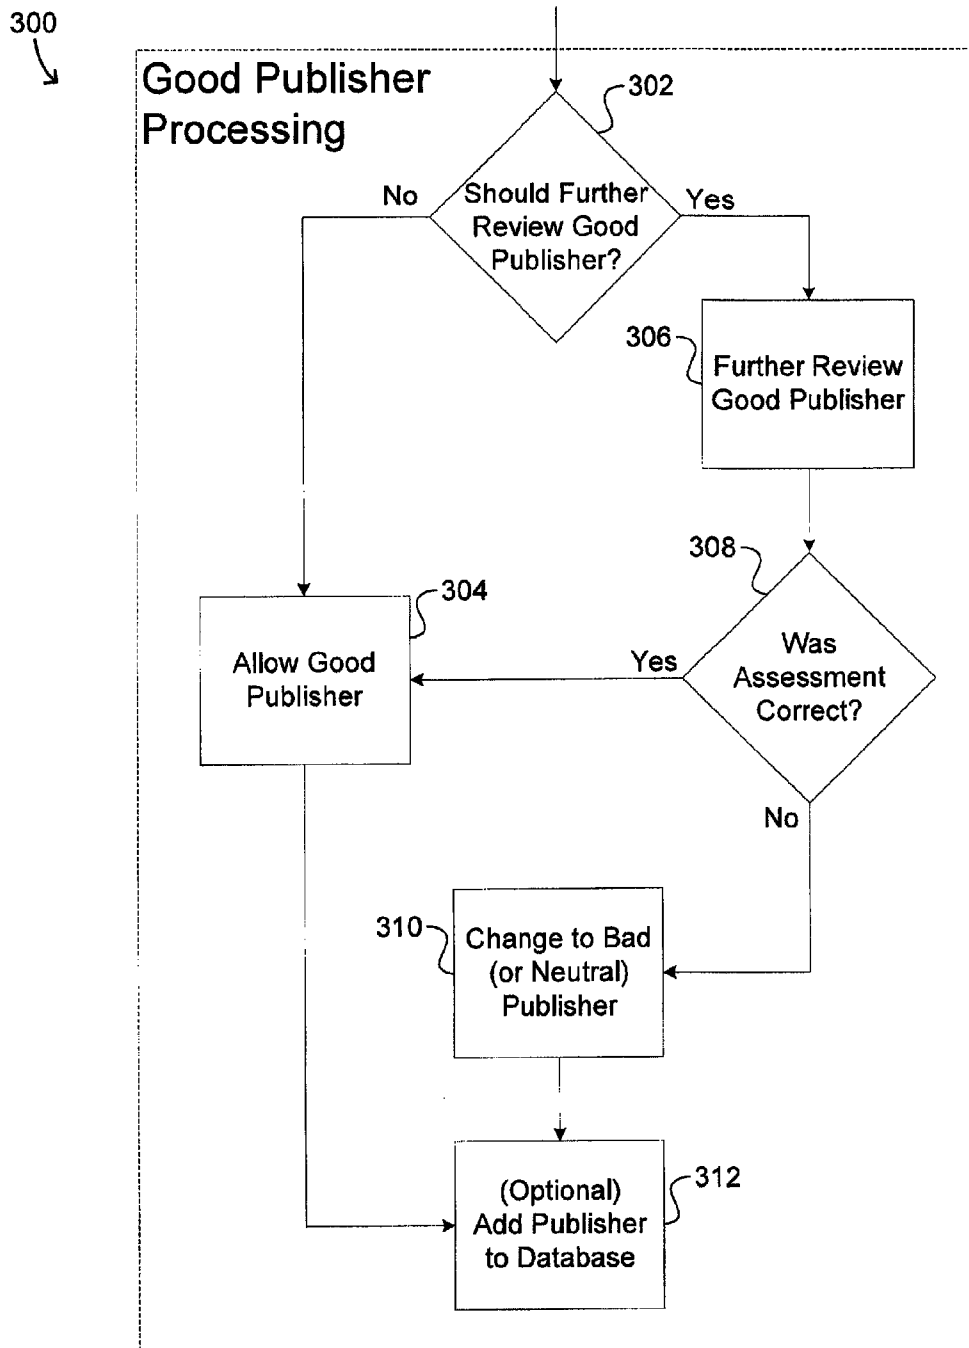 300
Good Publisher
Processing
302
No
Should Further
Review Good
Publisher?
Yes
306
Further Review
Good Publisher
308
304
Allow Good
Publisher
Yes
Was
Assessment
Correct?
No
310
Change to Bad
(or Neutral)
Publisher
312
(Optional)
Add Publisher
to Database